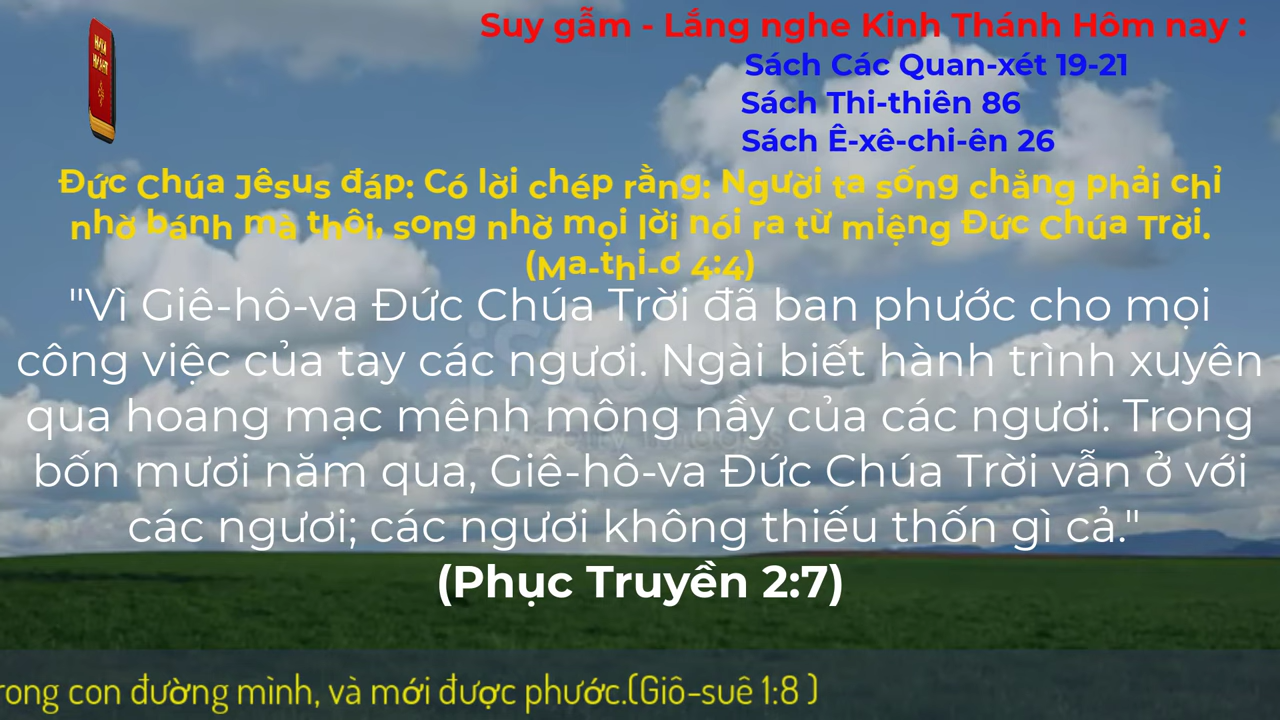 Suy gẫm - Lắng nghe Kinh Thánh Hôm nay :
Sách Các Quan-xét 19-21
Sách Thi-thiên 86
Sách Ê-xê-chi-ên 26
KINH
THÁNH
Đức Chúa Jêsus đáp: Có lời chép rằng: Người ta sống chẳng phải chỉ
nhờ bánh mà thôi, song nhờ mọi lời nói ra từ miệng Đức Chúa Trời.
(Ma-thi-ơ 4:4)
"Vì Giê-hô-va Đức Chúa Trời đã ban phước cho mọi
công việc của tay các ngươi. Ngài biết hành trình xuyên
qua hoang mạc mênh mông nầy của các ngươi. Trong
bốn mươi năm qua, Giê-hô-va Đức Chúa Trời vẫn ở với
các ngươi; các ngươi không thiếu thốn gì cả."
(Phục Truyền 2:7)
iStock
rong con đường mình, và mới được phước.(Giô-suê 1:8 )